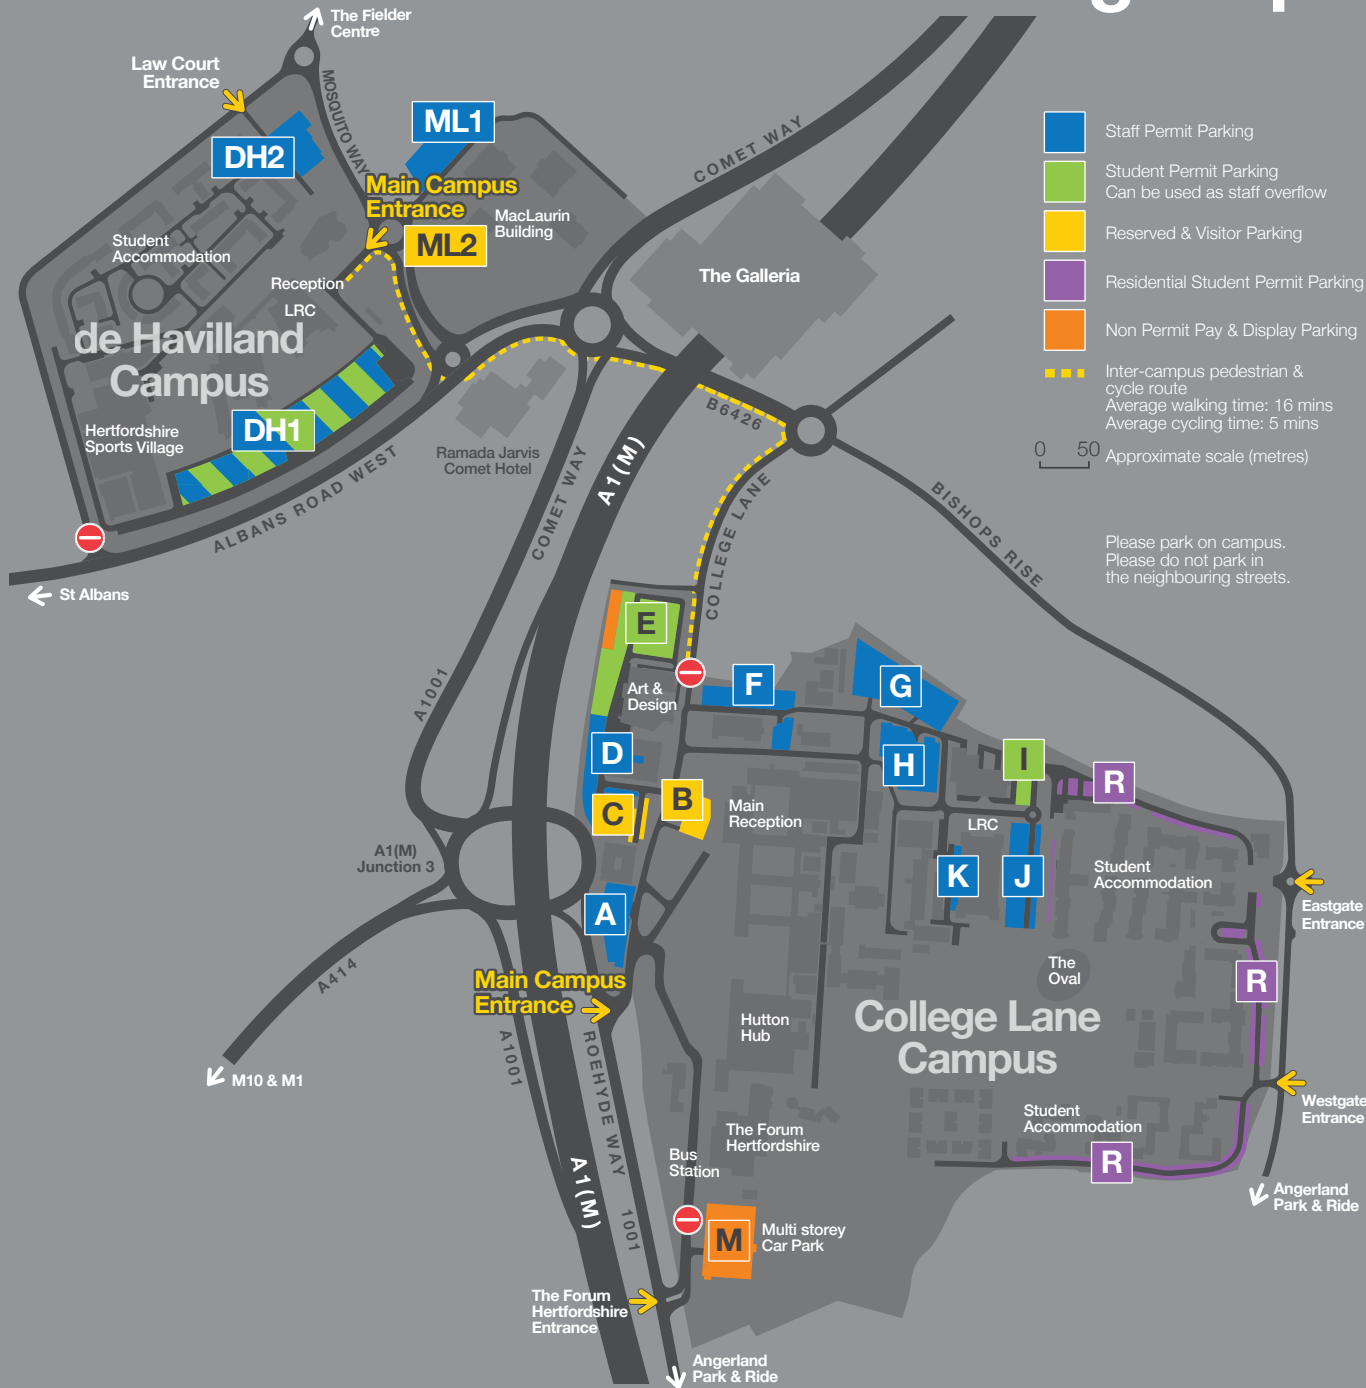 The Fielder
Centre
Law Court
Entrance
MOSQUITO WAY
ML1
DH2
Main Campus
Entrance
ML2
MacLaurin
Building
COMET WAY
Student
Accommodation
Reception
LRC
The Galleria
de Havilland
Campus
DH1
Hertfordshire
Sports Village
ALBANS ROAD WEST
St Albans
Ramada Jarvis
Comet Hotel
COMET WAY
A1(M)
B6426
COLLEGE LANE
BISHOPS RISE
Staff Permit Parking
Student Permit Parking
Can be used as staff overflow
Reserved & Visitor Parking
Residential Student Permit Parking
Non Permit Pay & Display Parking
Inter-campus pedestrian &
cycle route
Average walking time: 16 mins
Average cycling time: 5 mins
0 50
Approximate scale (metres)
Please park on campus.
Please do not park in
the neighbouring streets.
A1001
E
Art &
Design
F
G
D
H
I
R
C
B
Main
Reception
LRC
A1(M)
Junction 3
K
J
Student
Accommodation
Eastgate
Entrance
A
A414
Main Campus
Entrance
The
Oval
R
College Lane
Campus
Hutton
Hub
A1001
ROEHYDE WAY
M10 & M1
Westgate
Entrance
Student
Accommodation
The Forum
Hertfordshire
Bus
Station
R
A1(M)
1001
Angerland
Park & Ride
M
Multi storey
Car Park
The Forum
Hertfordshire
Entrance
Angerland
Park & Ride